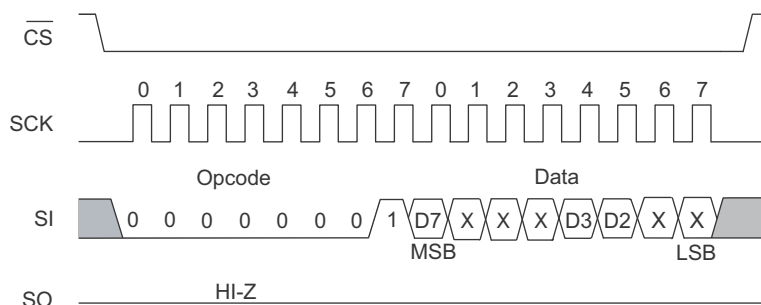 CS
0 1 2 3 4 5 6 7 0 1 2 3 4 5 6 7
SCK
Opcode Data
SI 0 0 0 0 0 0 0 1 D7 X X X D3 D2 X X
MSB LSB
HI-Z
SO